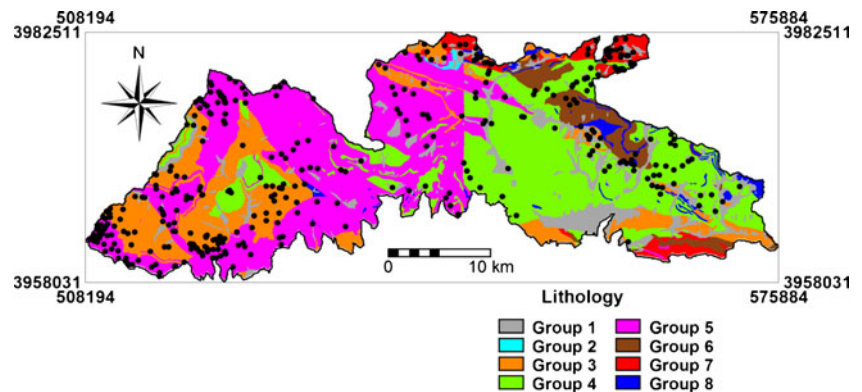 508194 575884
3982511 3982511
N
0 10 km
3958031 3958031
508194 575884
Lithology
Group 1 Group 5
Group 2 Group 6
Group 3 Group 7
Group 4 Group 8